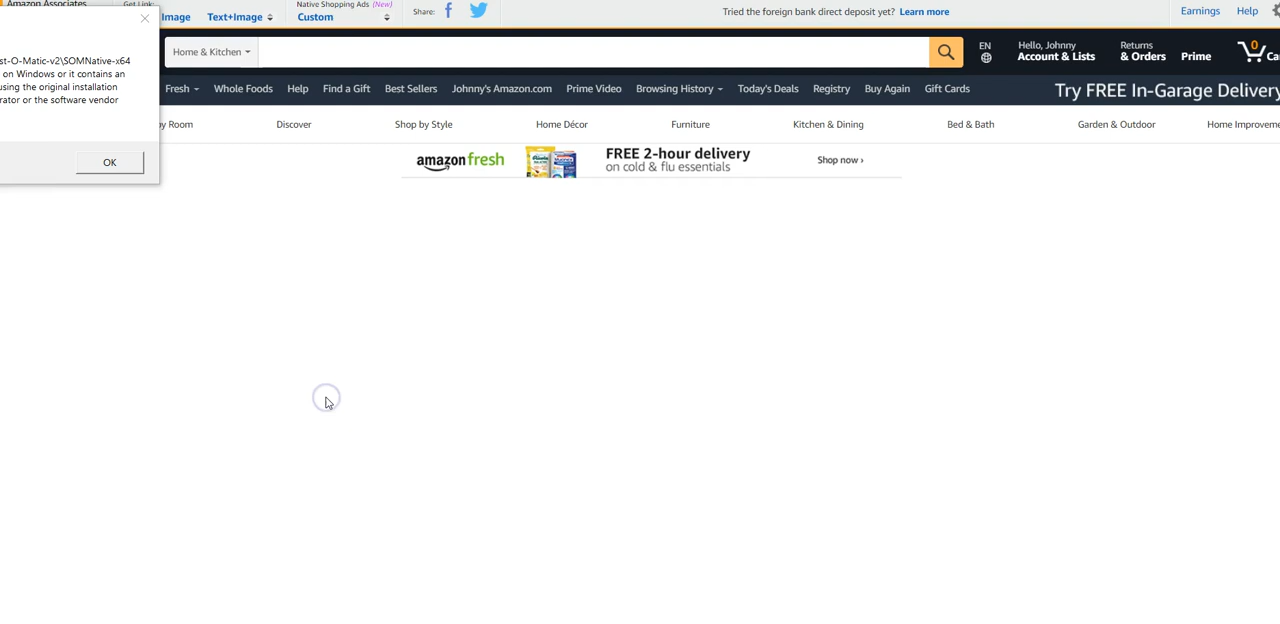 Amazon Associates Get Link: Image Text+Image Native Shopping Ads (New) Custom Share: Tried the foreign bank direct deposit yet? Learn more Earnings Help
st-O-Matic-v2\SOMNative-x64
on Windows or it contains an
using the original installation
rator or the software vendor
OK
Home & Kitchen EN Hello, Johnny Account & Lists Returns & Orders Prime 0 Ca
Fresh Whole Foods Help Find a Gift Best Sellers Johnny's Amazon.com Prime Video Browsing History Today's Deals Registry Buy Again Gift Cards Try FREE In-Garage Delivery
by Room Discover Shop by Style Home Décor Furniture Kitchen & Dining Bed & Bath Garden & Outdoor Home Improveme
amazon fresh FREE 2-hour delivery Shop now ›
on cold & flu essentials